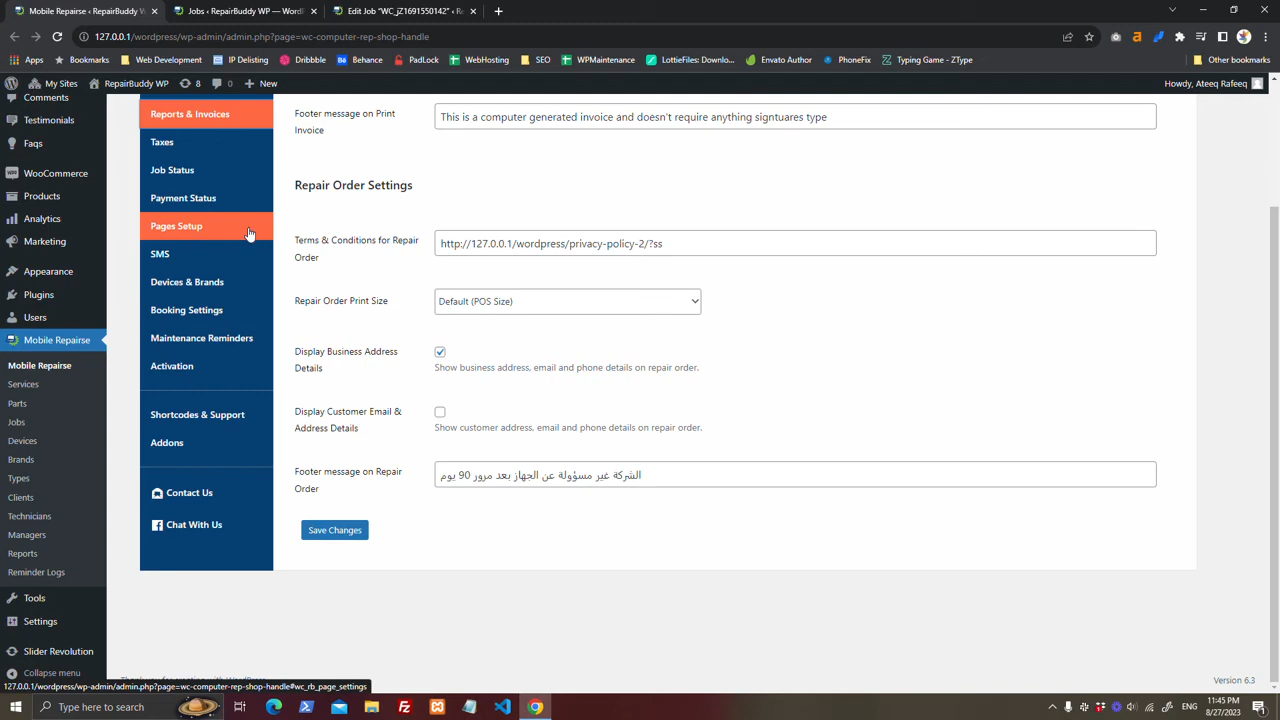 Mobile Repairse ‹ RepairBuddy W
Jobs ‹ RepairBuddy WP — WordP
Edit Job "WC_jZ1691550142" ‹ Re
127.0.0.1/wordpress/wp-admin/admin.php?page=wc-computer-rep-shop-handle
Apps
Bookmarks
Web Development
IP Delisting
Dribbble
Behance
PadLock
WebHosting
SEO
WPMaintenance
LottieFiles: Downlo...
Envato Author
PhoneFix
Typing Game - ZType
Other bookmarks
My Sites
RepairBuddy WP
8
0
New
Howdy, Ateeq Rafeeq
Comments
Testimonials
Faqs
WooCommerce
Products
Analytics
Marketing
Appearance
Plugins
Users
Mobile Repairse
Mobile Repairse
Services
Parts
Jobs
Devices
Brands
Types
Clients
Technicians
Managers
Reports
Reminder Logs
Tools
Settings
Slider Revolution
Collapse menu
Reports & Invoices
Taxes
Job Status
Payment Status
Pages Setup
SMS
Devices & Brands
Booking Settings
Maintenance Reminders
Activation
Shortcodes & Support
Addons
Contact Us
Chat With Us
Footer message on Print
Invoice
This is a computer generated invoice and doesn't require anything signtuares type
Repair Order Settings
Terms & Conditions for Repair
Order
http://127.0.0.1/wordpress/privacy-policy-2/?ss
Repair Order Print Size
Default (POS Size)
Display Business Address
Details
Show business address, email and phone details on repair order.
Display Customer Email &
Address Details
Show customer address, email and phone details on repair order.
Footer message on Repair
Order
الشركة غير مسؤولة عن الجهاز بعد مرور 90 يوم
Save Changes
Version 6.3
127.0.0.1/wordpress/wp-admin/admin.php?page=wc-computer-rep-shop-handle#wc_rb_page_settings
Type here to search
11:45 PM
8/27/2023